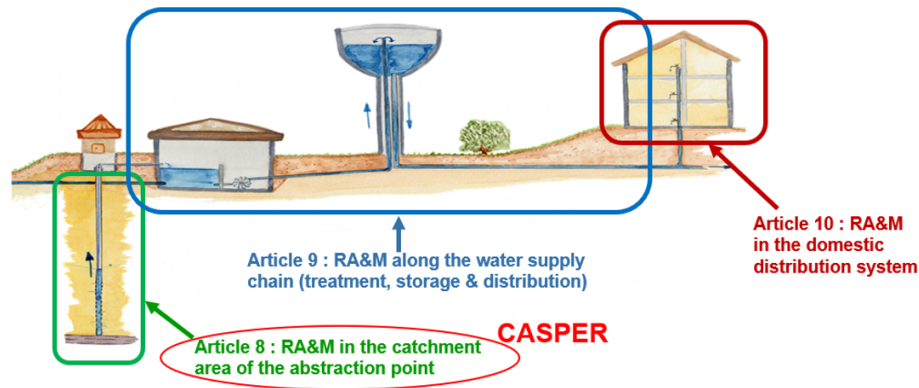 Article 9 : RA&M along the water supply
chain (treatment, storage & distribution)
Article 10 : RA&M
in the domestic
distribution system
CASPER
Article 8 : RA&M in the catchment
area of the abstraction point